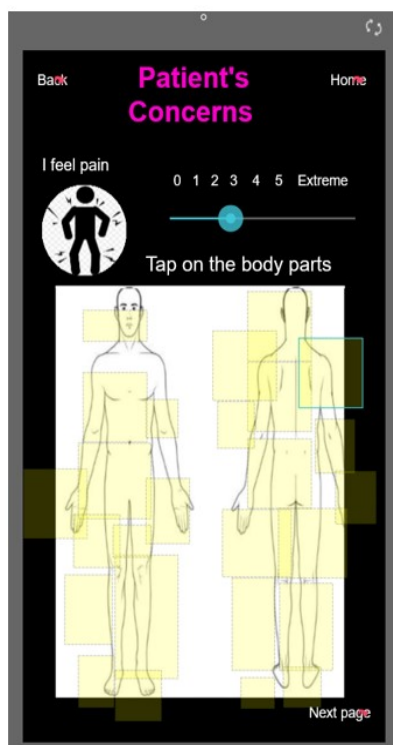 Patient's
Back
Home
Concerns
I feel pain
0 1 2 3 4 5 Extreme
Tap on the body parts
Next page